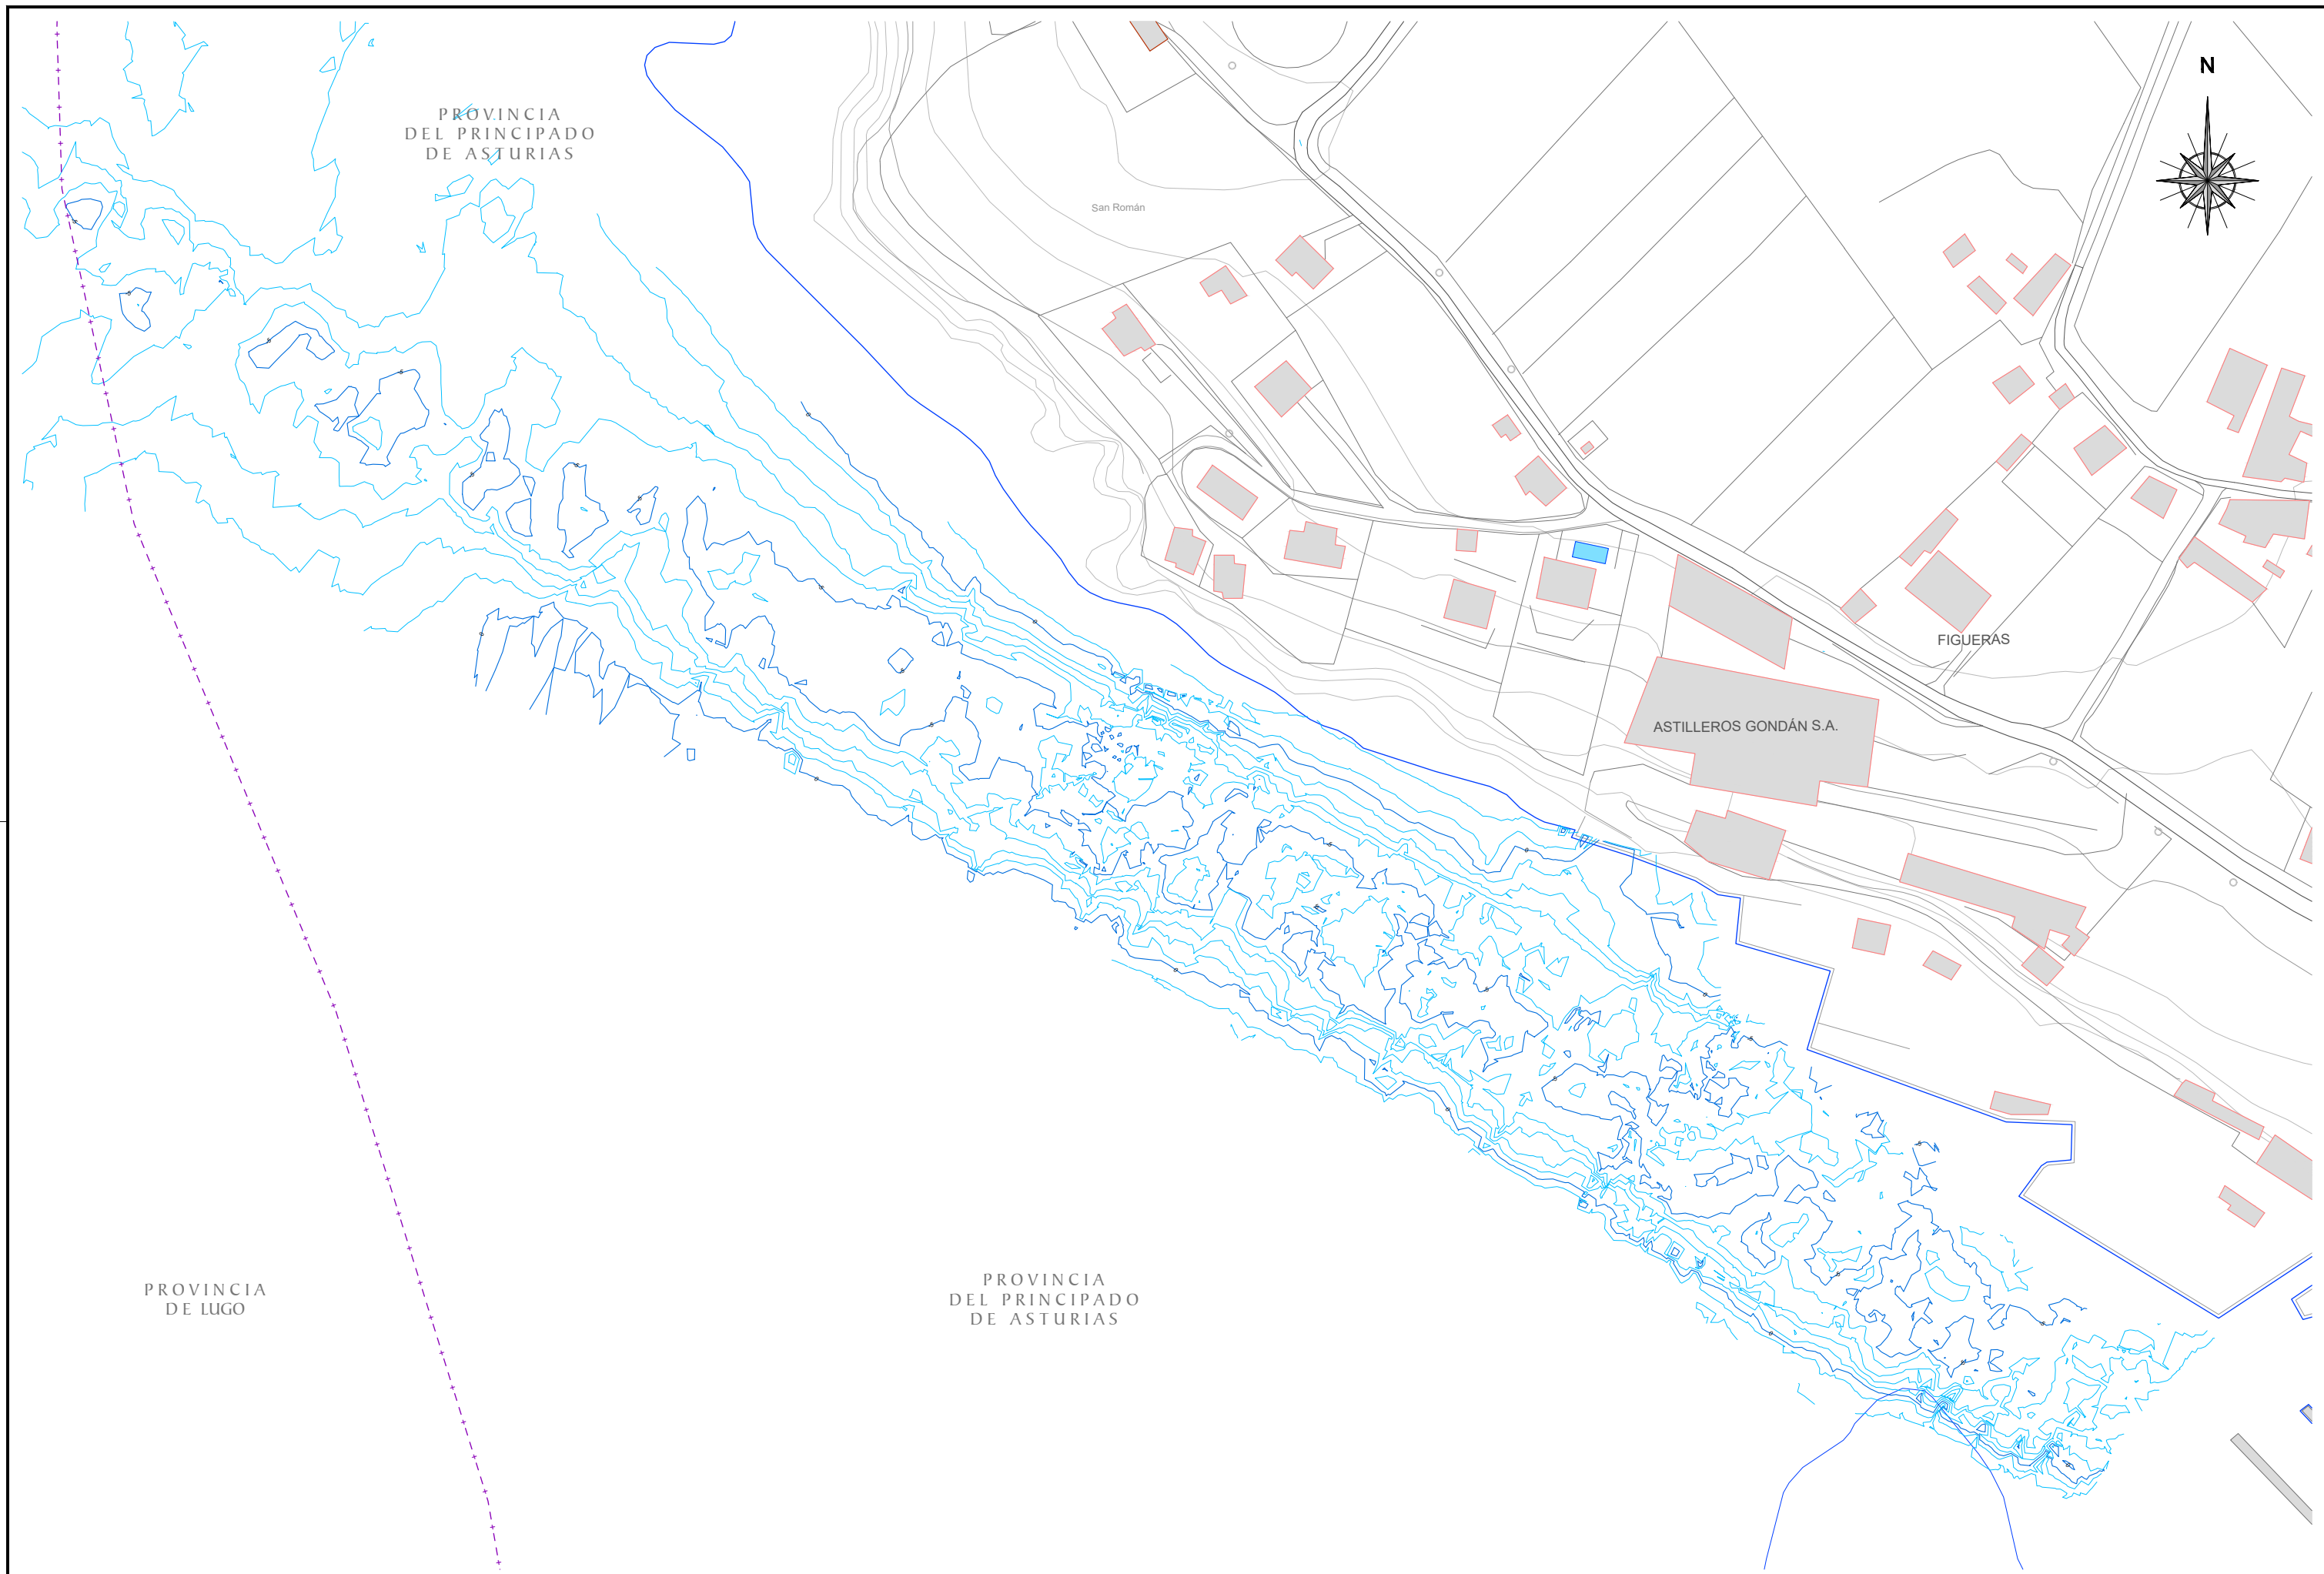 N
PROVINCIA
DEL PRINCIPADO
DE ASTURIAS
San Román
FIGUERAS
ASTILLEROS GONDÁN S.A.
PROVINCIA
DE LUGO
PROVINCIA
DEL PRINCIPADO
DE ASTURIAS